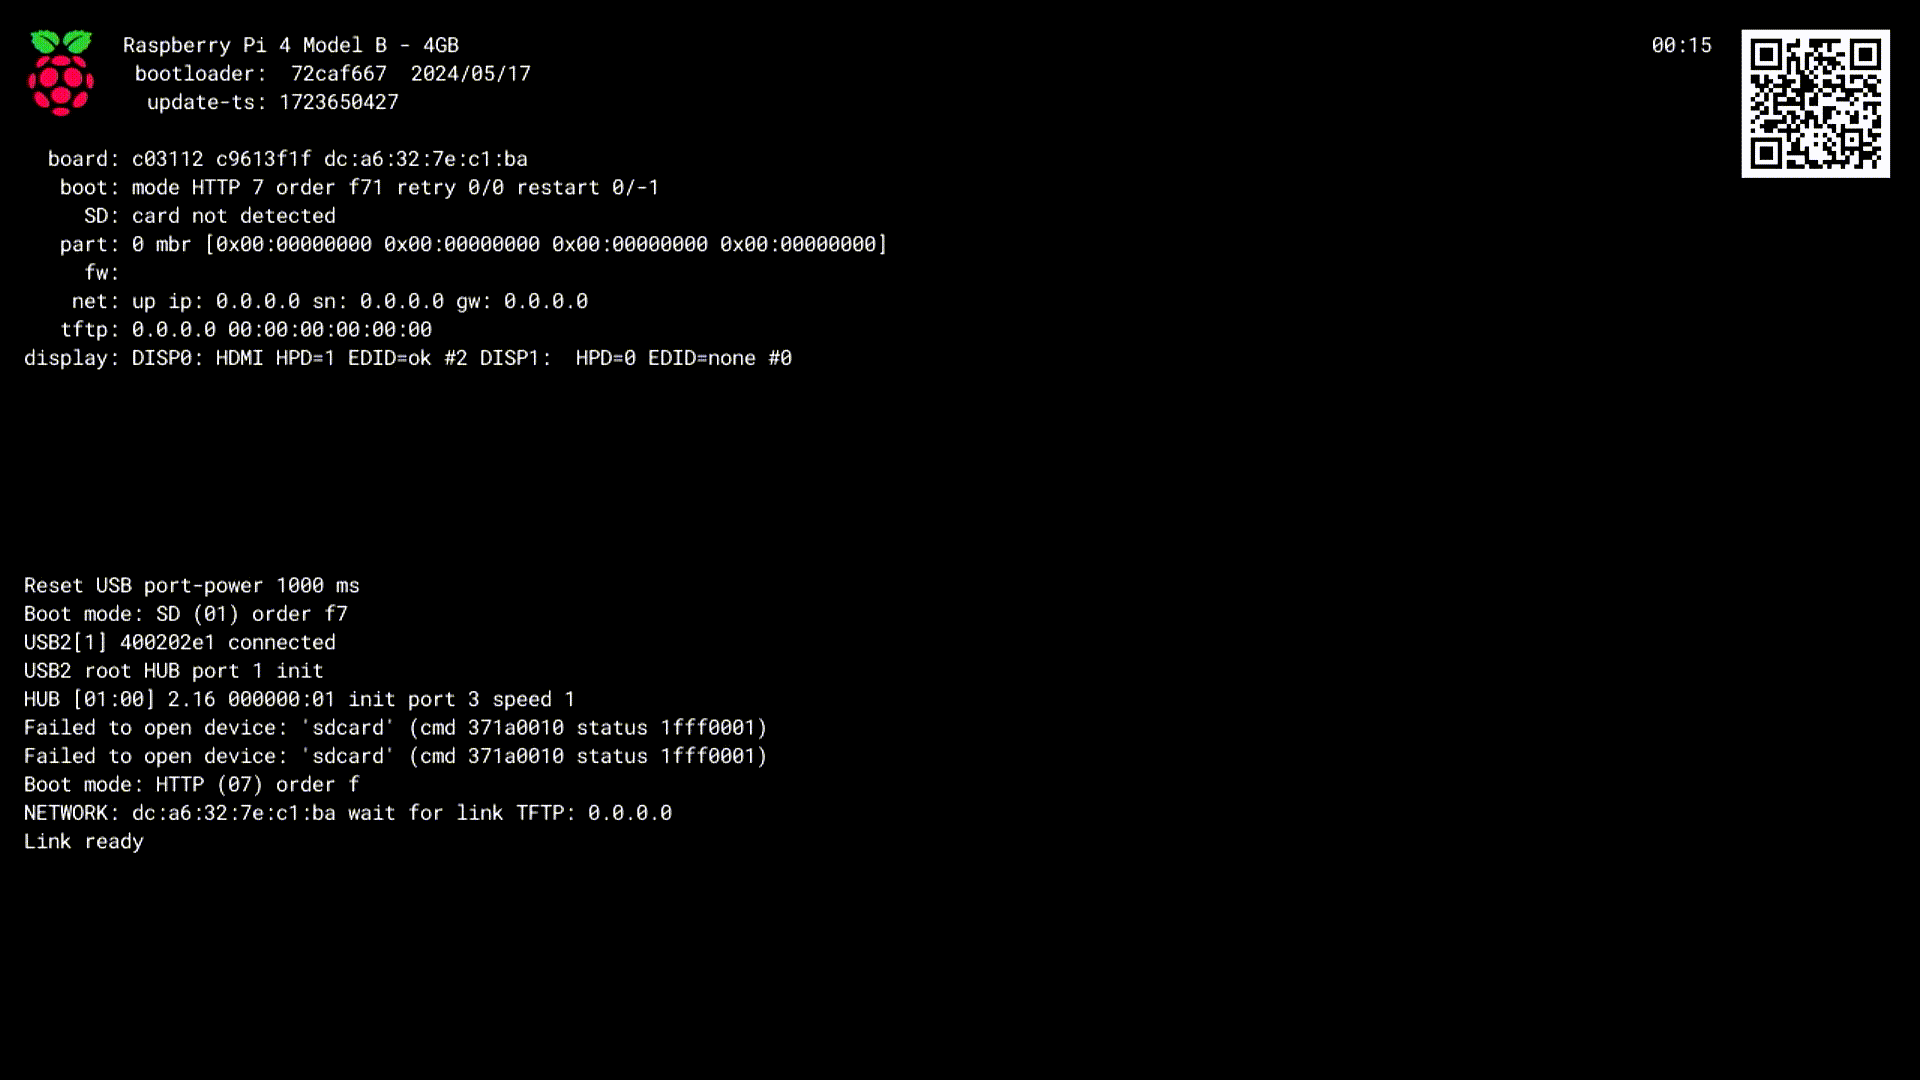 Raspberry Pi 4 Model B - 4GB
bootloader: 72caf667 2024/05/17
update-ts: 1723650427
00:15
board: c03112 c9613f1f dc:a6:32:7e:c1:ba
boot: mode HTTP 7 order f71 retry 0/0 restart 0/-1
SD: card not detected
part: 0 mbr [0x00:00000000 0x00:00000000 0x00:00000000 0x00:00000000]
fw:
net: up ip: 0.0.0.0 sn: 0.0.0.0 gw: 0.0.0.0
tftp: 0.0.0.0 00:00:00:00:00:00
display: DISP0: HDMI HPD=1 EDID=ok #2 DISP1:  HPD=0 EDID=none #0
Reset USB port-power 1000 ms
Boot mode: SD (01) order f7
USB2[1] 400202e1 connected
USB2 root HUB port 1 init
HUB [01:00] 2.16 000000:01 init port 3 speed 1
Failed to open device: 'sdcard' (cmd 371a0010 status 1fff0001)
Failed to open device: 'sdcard' (cmd 371a0010 status 1fff0001)
Boot mode: HTTP (07) order f
NETWORK: dc:a6:32:7e:c1:ba wait for link TFTP: 0.0.0.0
Link ready